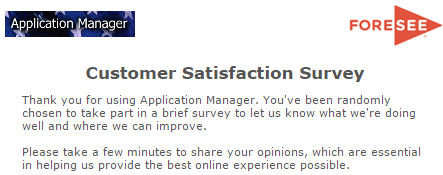 Application Manager
FORESEE
Customer Satisfaction Survey
Thank you for using Application Manager. You've been randomly
chosen to take part in a brief survey to let us know what we're doing
well and where we can improve.
Please take a few minutes to share your opinions, which are essential
in helping us provide the best online experience possible.